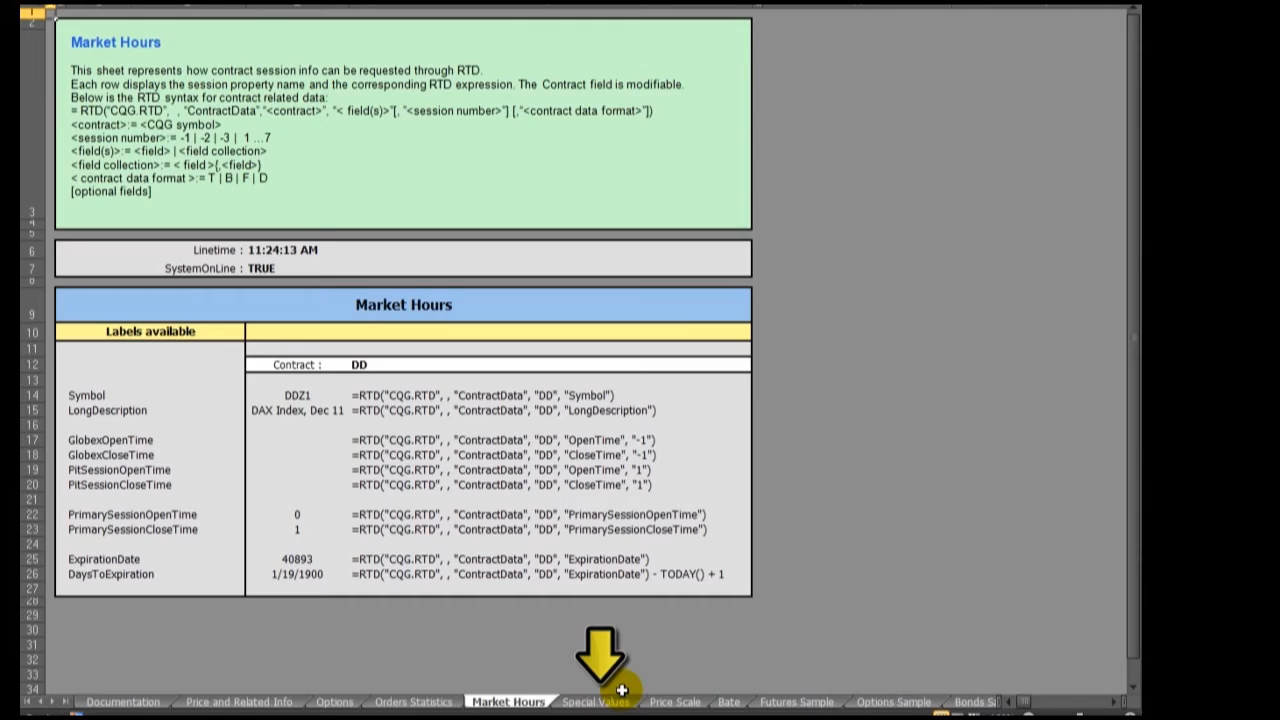 Market Hours
This sheet represents how contract session info can be requested through RTD.
Each row displays the session property name and the corresponding RTD expression. The Contract field is modifiable.
Below is the RTD syntax for contract related data:
= RTD("CQG.RTD", , "ContractData","<contract>", "< field(s)>"[, "<session number>"] [,"<contract data format>"])
<contract>:= <CQG symbol>
<session number>:= -1 | -2 | -3 | 1 ...7
<field(s)>:= <field> | <field collection>
<field collection>:= < field >{,<field>}
< contract data format >:= T | B | F | D
[optional fields]
Linetime : 11:24:13 AM
SystemOnLine : TRUE
Market Hours
Labels available
Contract : DD
Symbol DDZ1 =RTD("CQG.RTD", , "ContractData", "DD", "Symbol")
LongDescription DAX Index, Dec 11 =RTD("CQG.RTD", , "ContractData", "DD", "LongDescription")
GlobexOpenTime =RTD("CQG.RTD", , "ContractData", "DD", "OpenTime", "-1")
GlobexCloseTime =RTD("CQG.RTD", , "ContractData", "DD", "CloseTime", "-1")
PitSessionOpenTime =RTD("CQG.RTD", , "ContractData", "DD", "OpenTime", "1")
PitSessionCloseTime =RTD("CQG.RTD", , "ContractData", "DD", "CloseTime", "1")
PrimarySessionOpenTime 0 =RTD("CQG.RTD", , "ContractData", "DD", "PrimarySessionOpenTime")
PrimarySessionCloseTime 1 =RTD("CQG.RTD", , "ContractData", "DD", "PrimarySessionCloseTime")
ExpirationDate 40893 =RTD("CQG.RTD", , "ContractData", "DD", "ExpirationDate")
DaysToExpiration 1/19/1900 =RTD("CQG.RTD", , "ContractData", "DD", "ExpirationDate") - TODAY() + 1
Documentation Price and Related Info Options Orders Statistics Market Hours Special Values Price Scale Bate Futures Sample Options Sample Bonds S